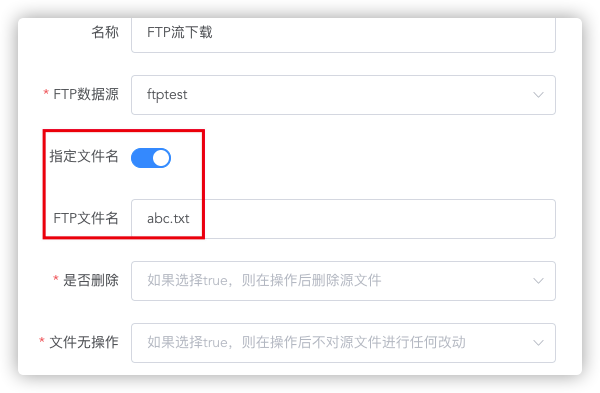 名称 FTP流下载
* FTP数据源 ftptest
指定文件名
FTP文件名 abc.txt
* 是否删除 如果选择true，则在操作后删除源文件
* 文件无操作 如果选择true，则在操作后不对源文件进行任何改动